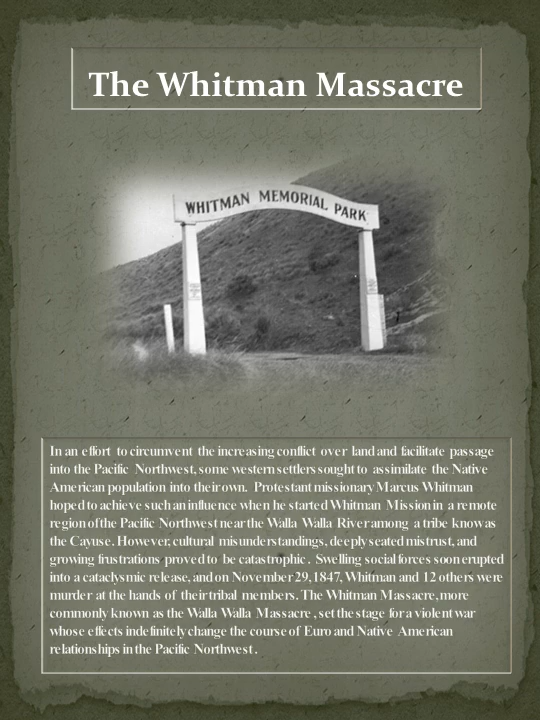 The Whitman Massacre
WHITMAN MEMORIAL PARK
In an effort to circumvent the increasing conflict over land and facilitate passage
into the Pacific Northwest, some western settlers sought to assimilate the Native
American population into their own. Protestant missionary Marcus Whitman
hoped to achieve such an influence when he started Whitman Mission in a remote
region of the Pacific Northwest near the Walla Walla River among a tribe know as
the Cayuse. However, cultural misunderstandings, deeply seated mistrust, and
growing frustrations proved to be catastrophic. Swelling social forces soon erupted
into a cataclysmic release, and on November 29, 1847, Whitman and 12 others were
murder at the hands of their tribal members. The Whitman Massacre, more
commonly known as the Walla Walla Massacre, set the stage for a violent war
whose effects indefinitely change the course of Euro and Native American
relationships in the Pacific Northwest.